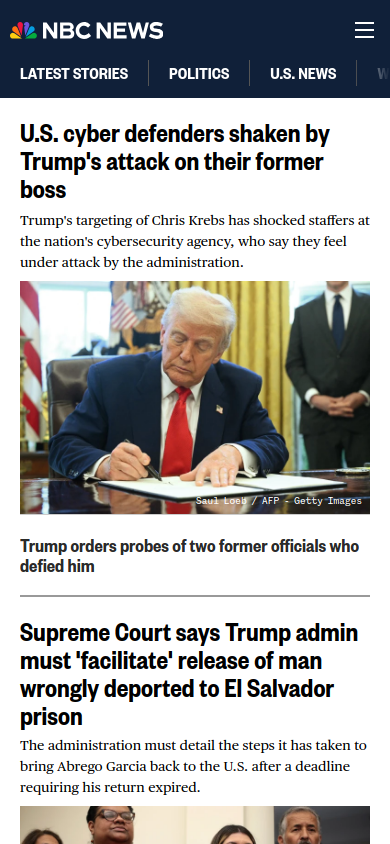 NBC NEWS
LATEST STORIES
POLITICS
U.S. NEWS
U.S. cyber defenders shaken by
Trump's attack on their former
boss
Trump's targeting of Chris Krebs has shocked staffers at
the nation's cybersecurity agency, who say they feel
under attack by the administration.
Saul Loeb / AFP - Getty Images
Trump orders probes of two former officials who
defied him
Supreme Court says Trump admin
must 'facilitate' release of man
wrongly deported to El Salvador
prison
The administration must detail the steps it has taken to
bring Abrego Garcia back to the U.S. after a deadline
requiring his return expired.